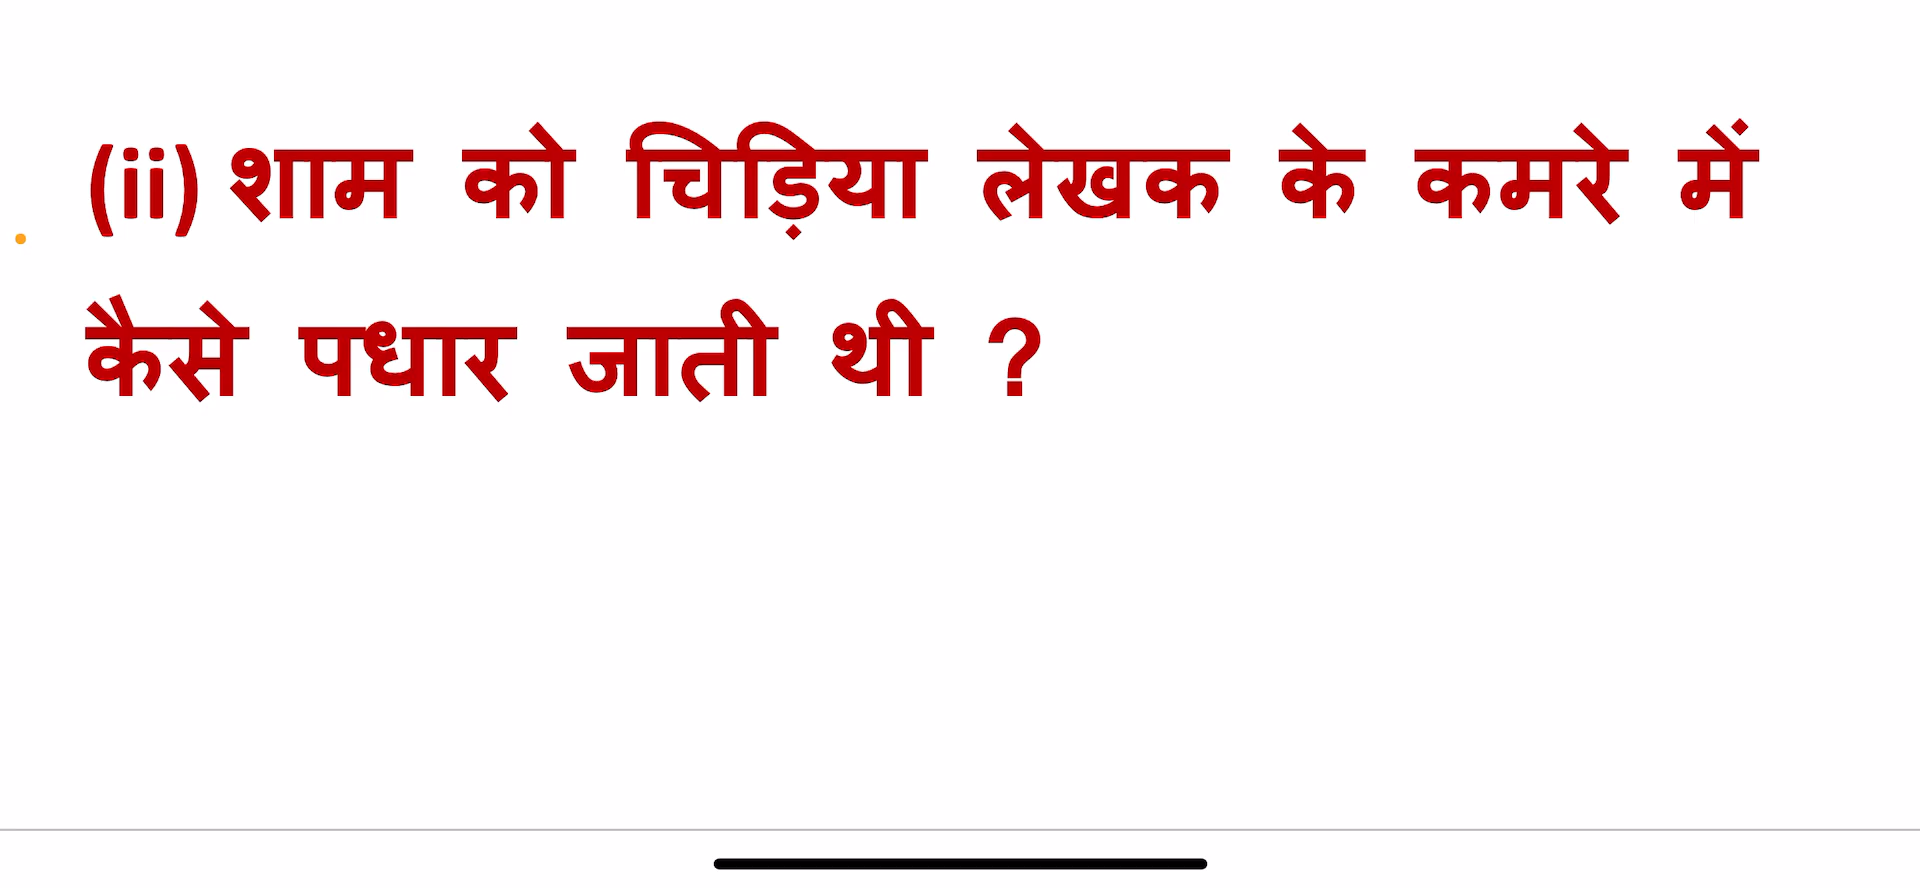 (ii) शाम को चिड़िया लेखक के कमरे में
कैसे पधार जाती थी ?